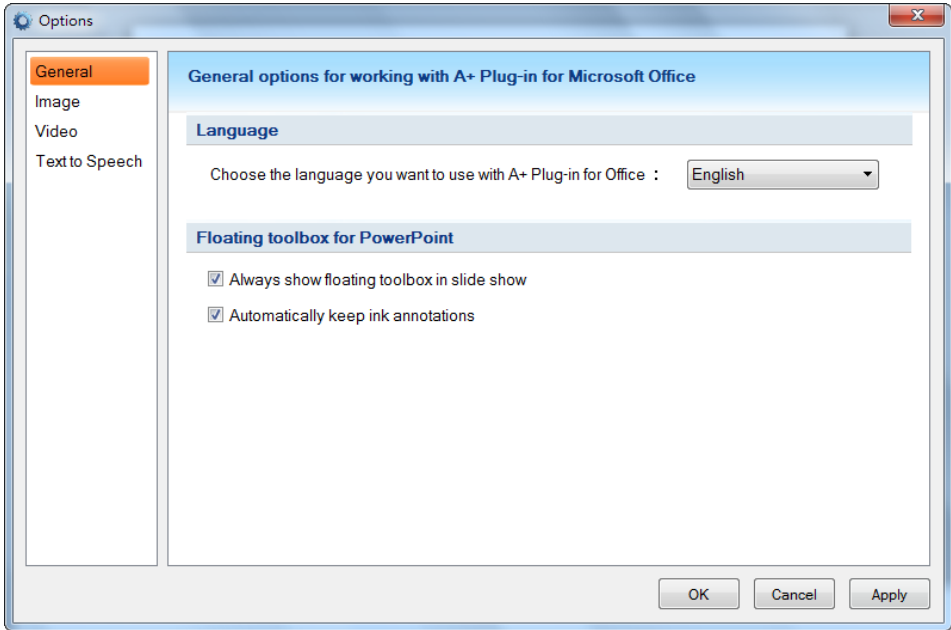 Options
General
Image
Video
Text to Speech
General options for working with A+ Plug-in for Microsoft Office
Language
Choose the language you want to use with A+ Plug-in for Office : English
Floating toolbox for PowerPoint
Always show floating toolbox in slide show
Automatically keep ink annotations
OK Cancel Apply